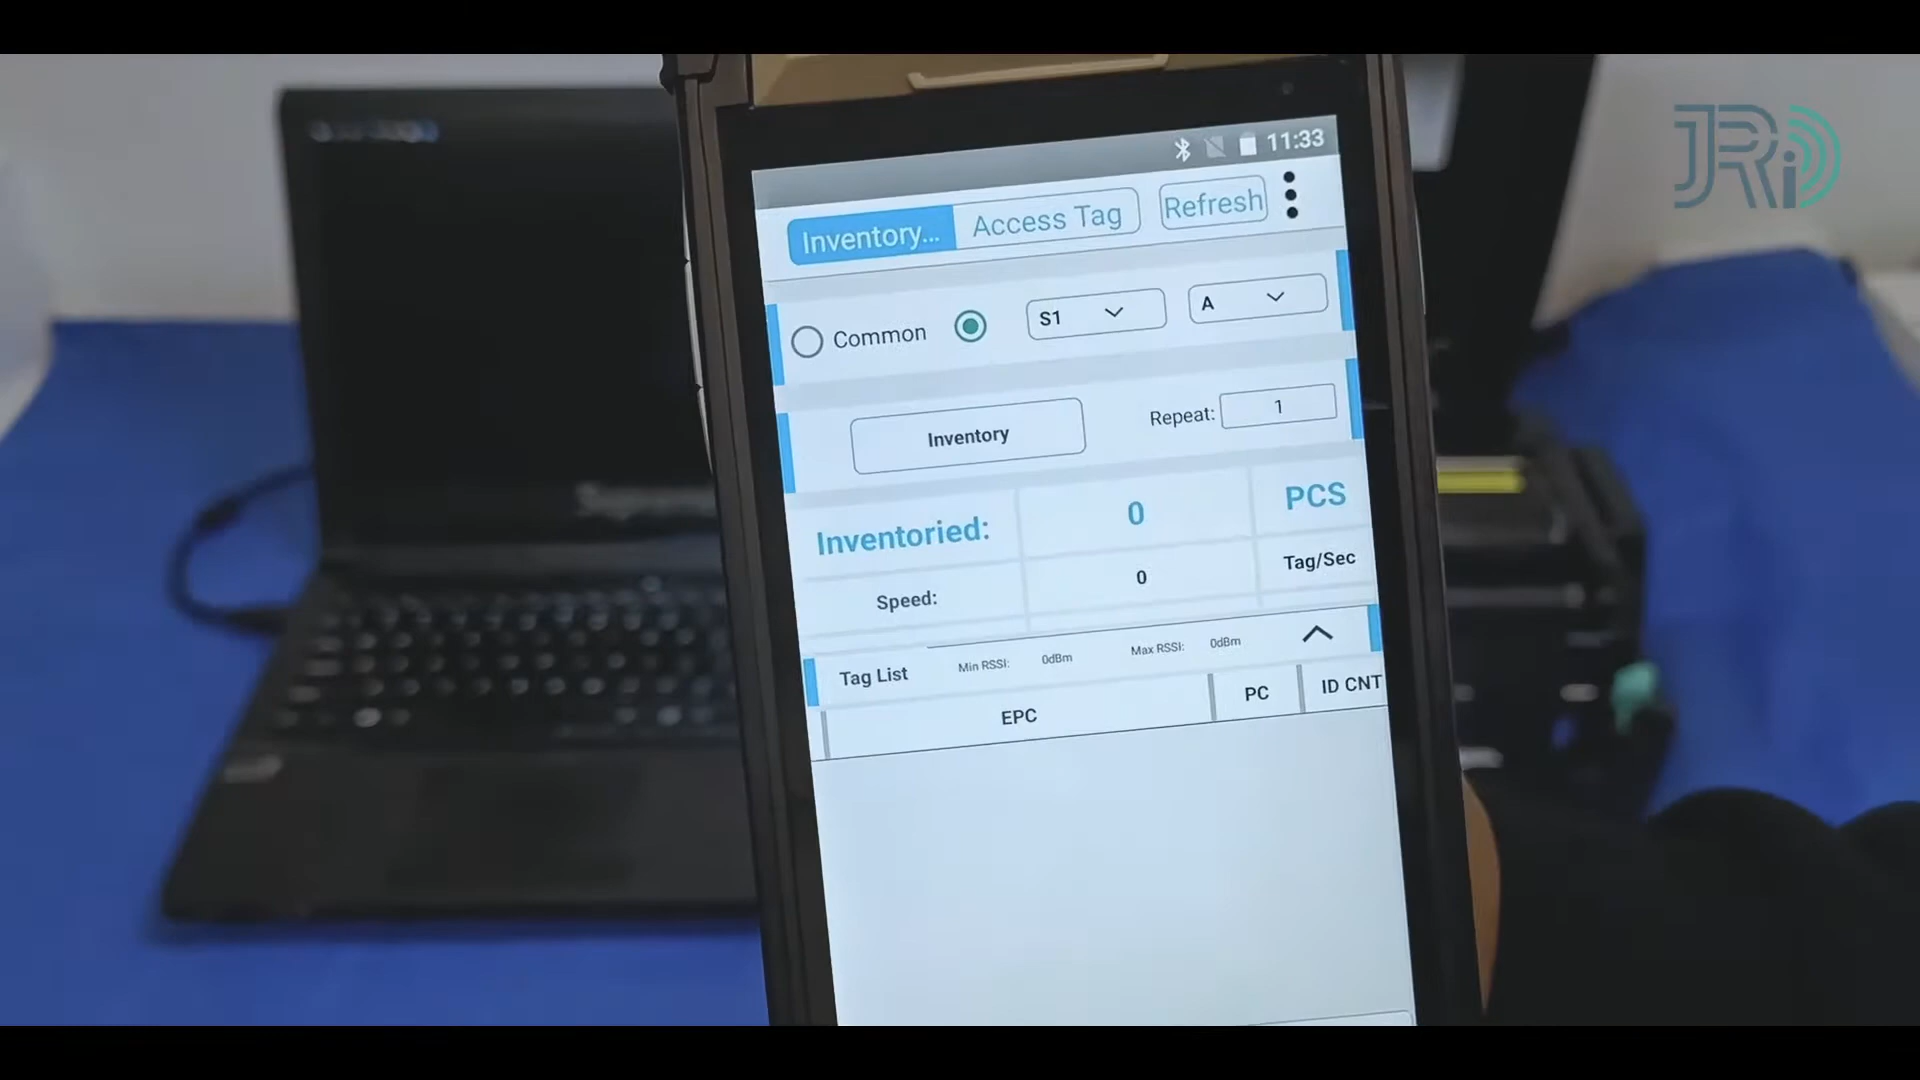 JRiD
11:33
Inventory... Access Tag Refresh
Common S1 A
Inventory Repeat: 1
Inventoried: 0 PCS
Speed: 0 Tag/Sec
Tag List Min RSSI: 0dBm Max RSSI: 0dBm
EPC PC ID CNT